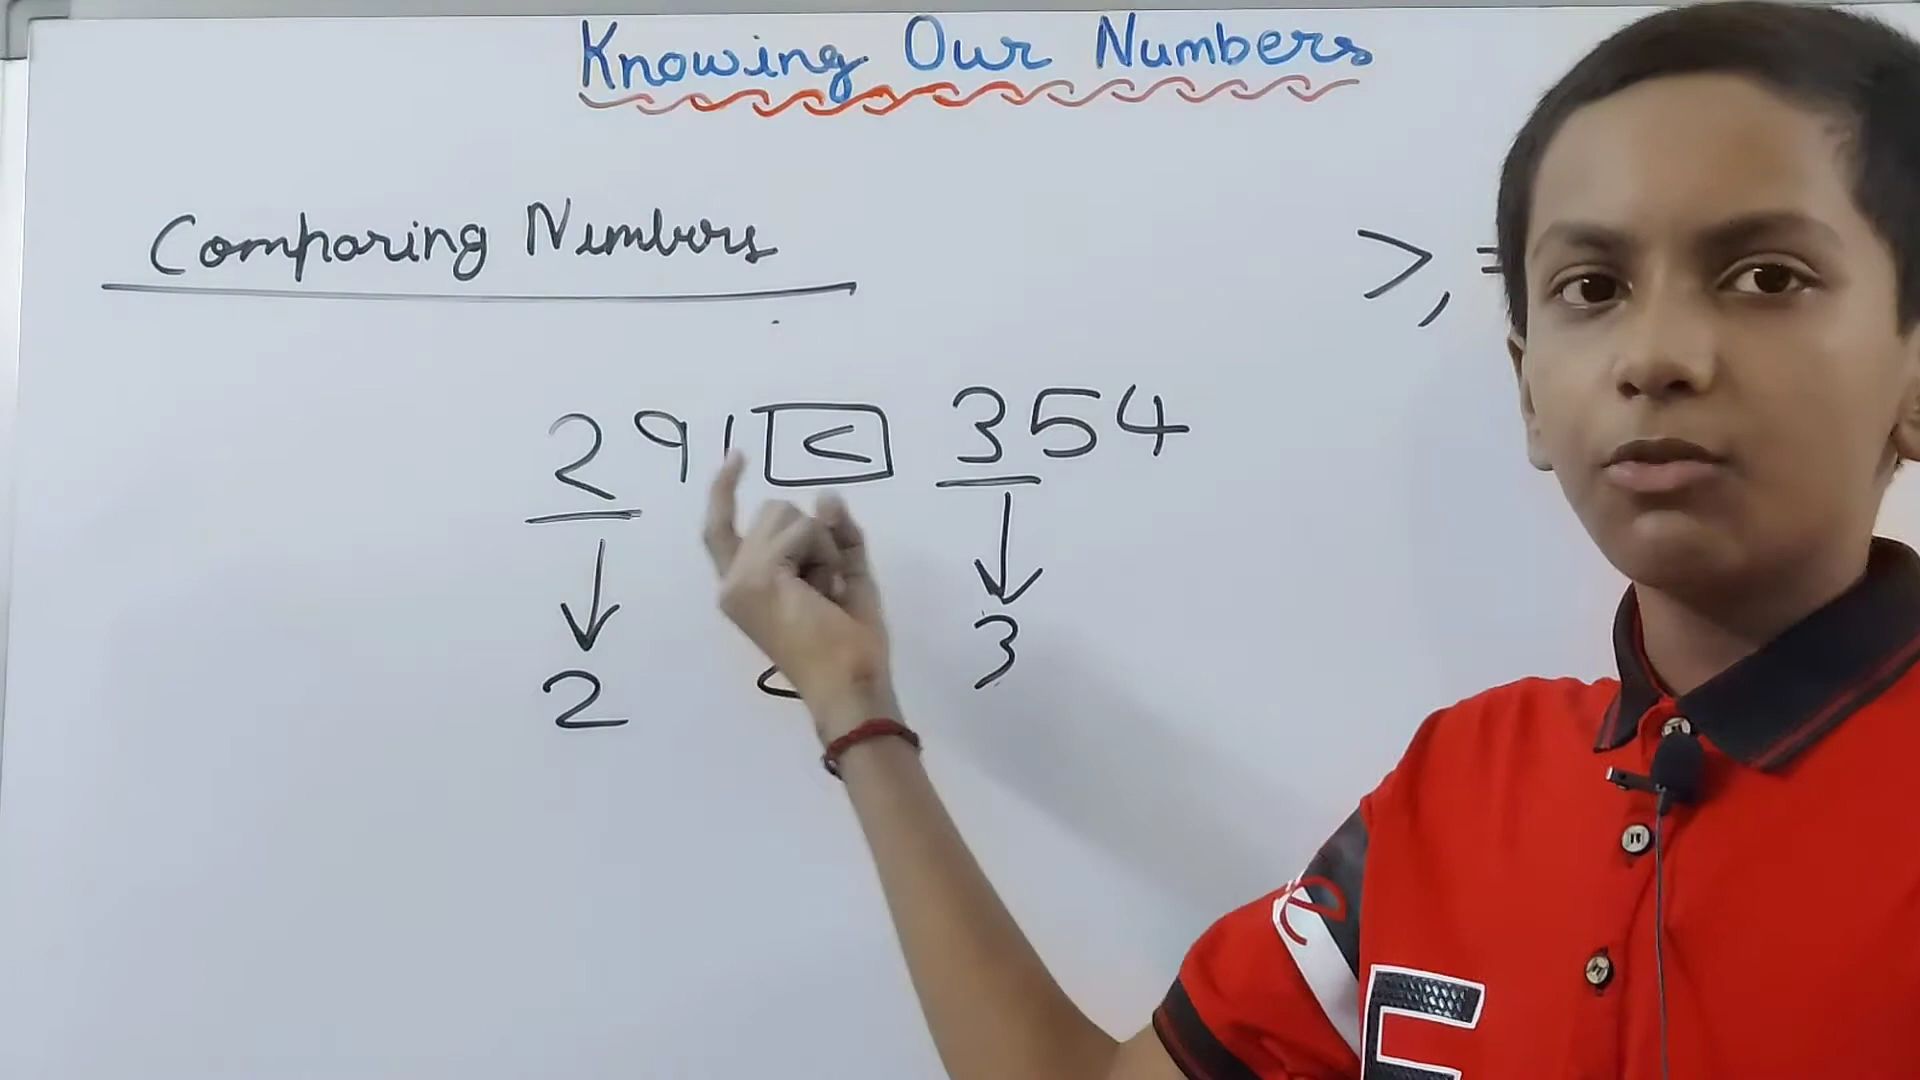 Knowing Our Numbers
Comparing Numbers
>, =
291 < 354
2 < 3
e
E